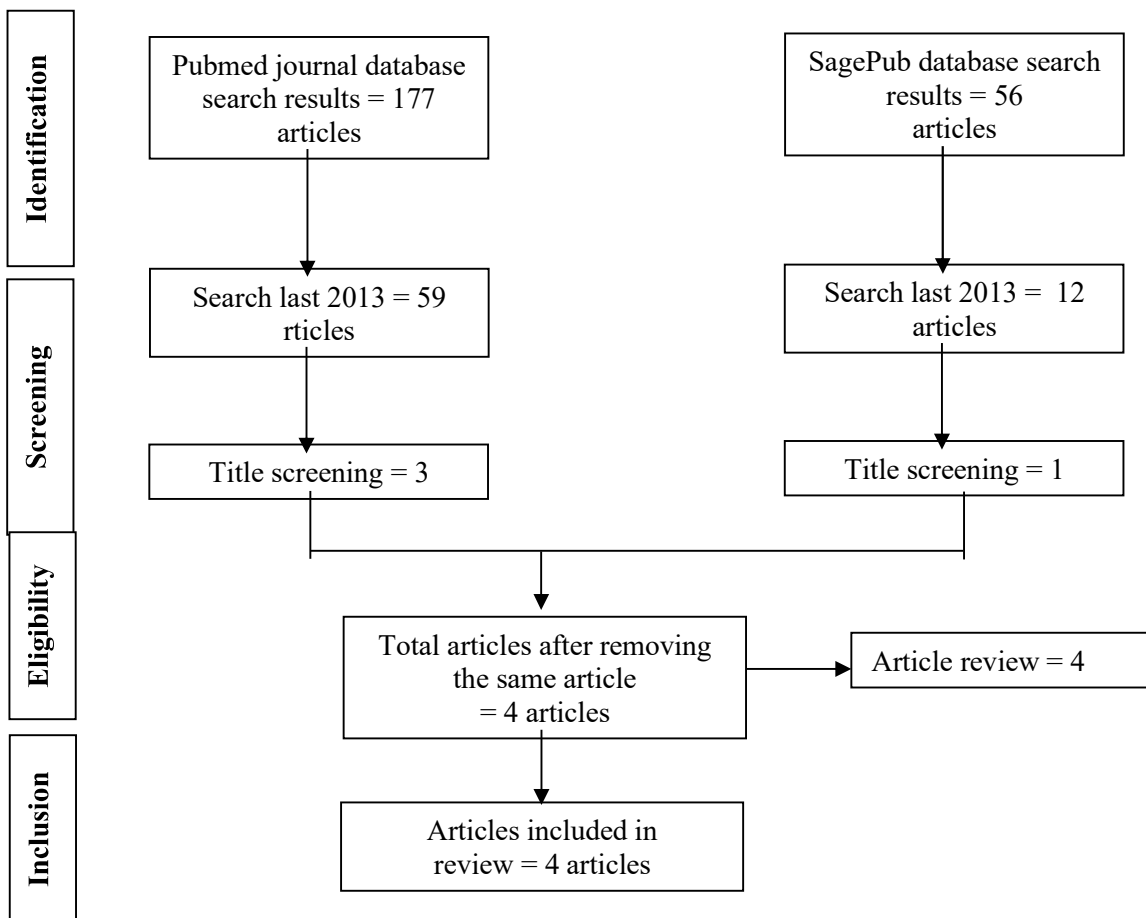 Identification
Pubmed journal database
search results = 177
articles
SagePub database search
results = 56
articles
Screening
Search last 2013 = 59
rticles
Search last 2013 =  12
articles
Title screening = 3
Title screening = 1
Eligibility
Total articles after removing
the same article
= 4 articles
Article review = 4
Inclusion
Articles included in
review = 4 articles